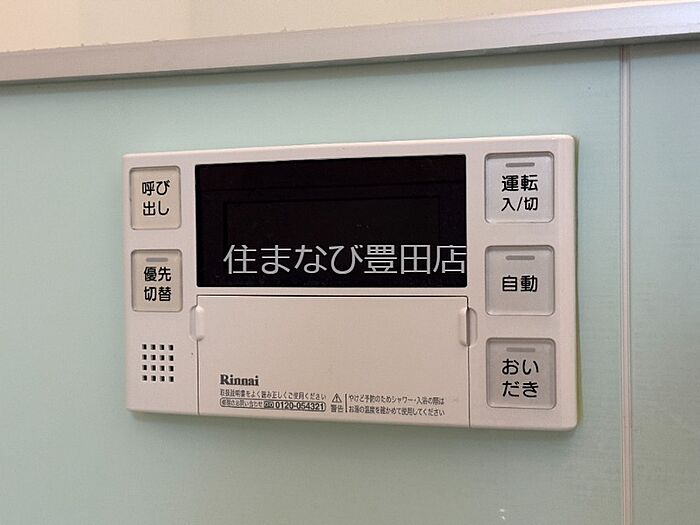 呼び
出し
優先
切替
住まなび豊田店
運転
入/切
自動
おい
だき
Rinnai
取扱説明書をよく読み正しくご使用ください
0120-054321
警告
やけど予防のためシャワー・入浴の際は
お湯の温度を確かめて使用してください